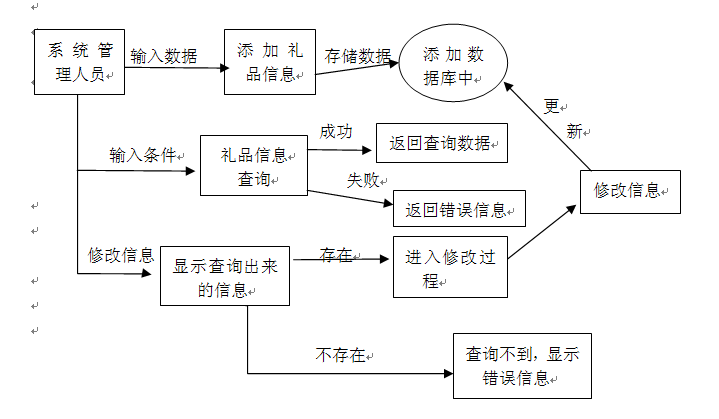 系统管
理人员
输入数据
添加礼
品信息
存储数据
添加数
据库中
更
新
输入条件
礼品信息
查询
成功
返回查询数据
失败
返回错误信息
修改信息
修改信息
显示查询出来
的信息
存在
进入修改过
程
不存在
查询不到，显示
错误信息